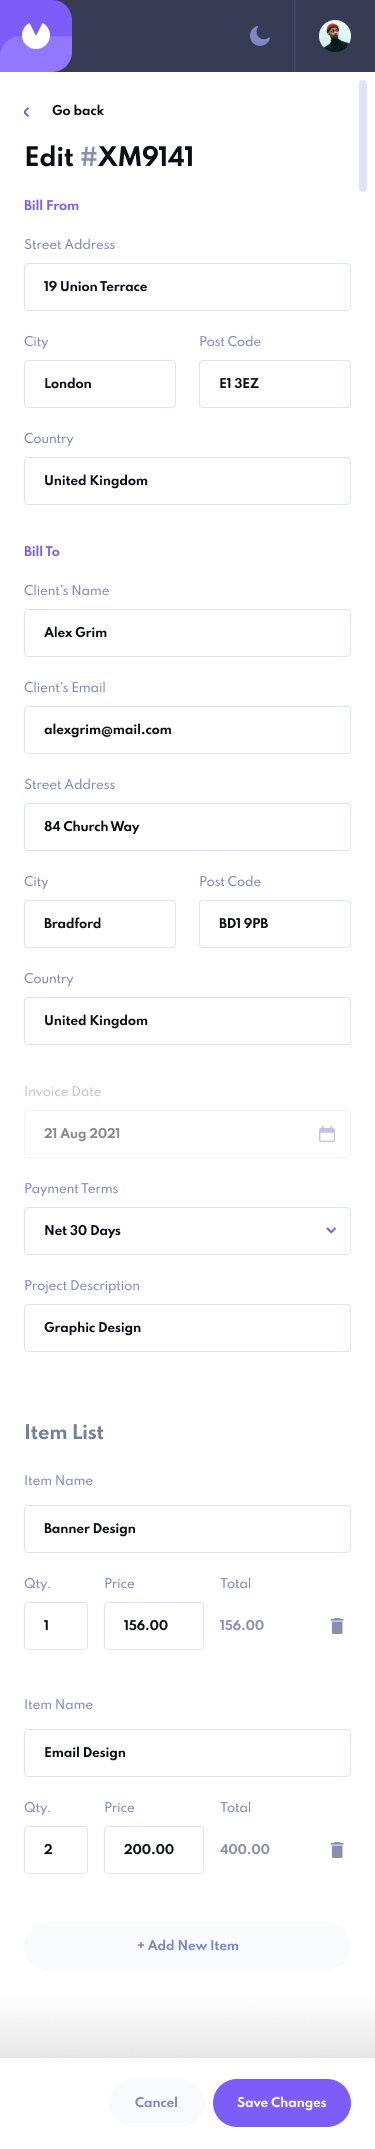 Go back
Edit #XM9141
Bill From
Street Address
19 Union Terrace
City Post Code
London E1 3EZ
Country
United Kingdom
Bill To
Client’s Name
Alex Grim
Client’s Email
alexgrim@mail.com
Street Address
84 Church Way
City Post Code
Bradford BD1 9PB
Country
United Kingdom
Invoice Date
21 Aug 2021
Payment Terms
Net 30 Days
Project Description
Graphic Design
Item List
Item Name
Banner Design
Qty. Price Total
1 156.00 156.00
Item Name
Email Design
Qty. Price Total
2 200.00 400.00
+ Add New Item
Cancel Save Changes